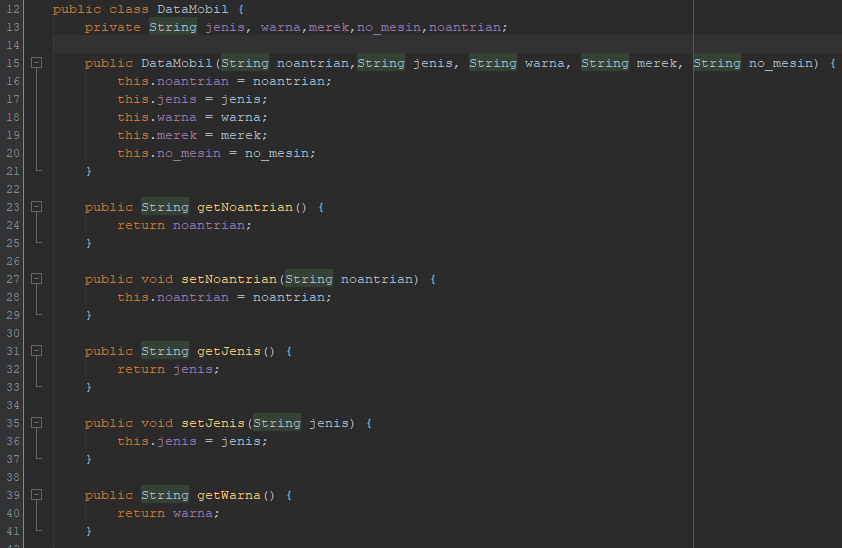 12 public class DataMobil {
13 private String jenis, warna,merek,no_mesin,noantrian;
14
15 public DataMobil(String noantrian,String jenis, String warna, String merek, String no_mesin) {
16 this.noantrian = noantrian;
17 this.jenis = jenis;
18 this.warna = warna;
19 this.merek = merek;
20 this.no_mesin = no_mesin;
21 }
22
23 public String getNoantrian() {
24 return noantrian;
25 }
26
27 public void setNoantrian(String noantrian) {
28 this.noantrian = noantrian;
29 }
30
31 public String getJenis() {
32 return jenis;
33 }
34
35 public void setJenis(String jenis) {
36 this.jenis = jenis;
37 }
38
39 public String getWarna() {
40 return warna;
41 }